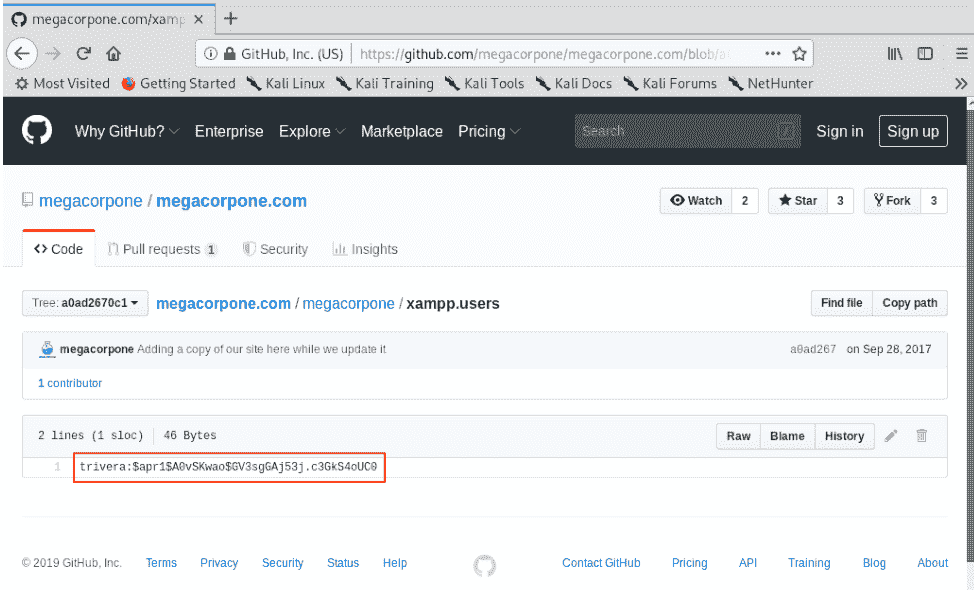 megacorpone.com/xamp
GitHub, Inc. (US) https://github.com/megacorpone/megacorpone.com/blob/a
Most Visited Getting Started Kali Linux Kali Training Kali Tools Kali Docs Kali Forums NetHunter
Why GitHub? Enterprise Explore Marketplace Pricing Search / Sign in Sign up
megacorpone / megacorpone.com Watch 2 Star 3 Fork 3
Code Pull requests 1 Security Insights
Tree: a0ad2670c1 megacorpone.com / megacorpone / xampp.users Find file Copy path
megacorpone Adding a copy of our site here while we update it a0ad267 on Sep 28, 2017
1 contributor
2 lines (1 sloc) 46 Bytes Raw Blame History
1 trivera:$apr1$A0vSKwao$GV3sgGAj53j.c3GkS4oUC0
© 2019 GitHub, Inc. Terms Privacy Security Status Help Contact GitHub Pricing API Training Blog About